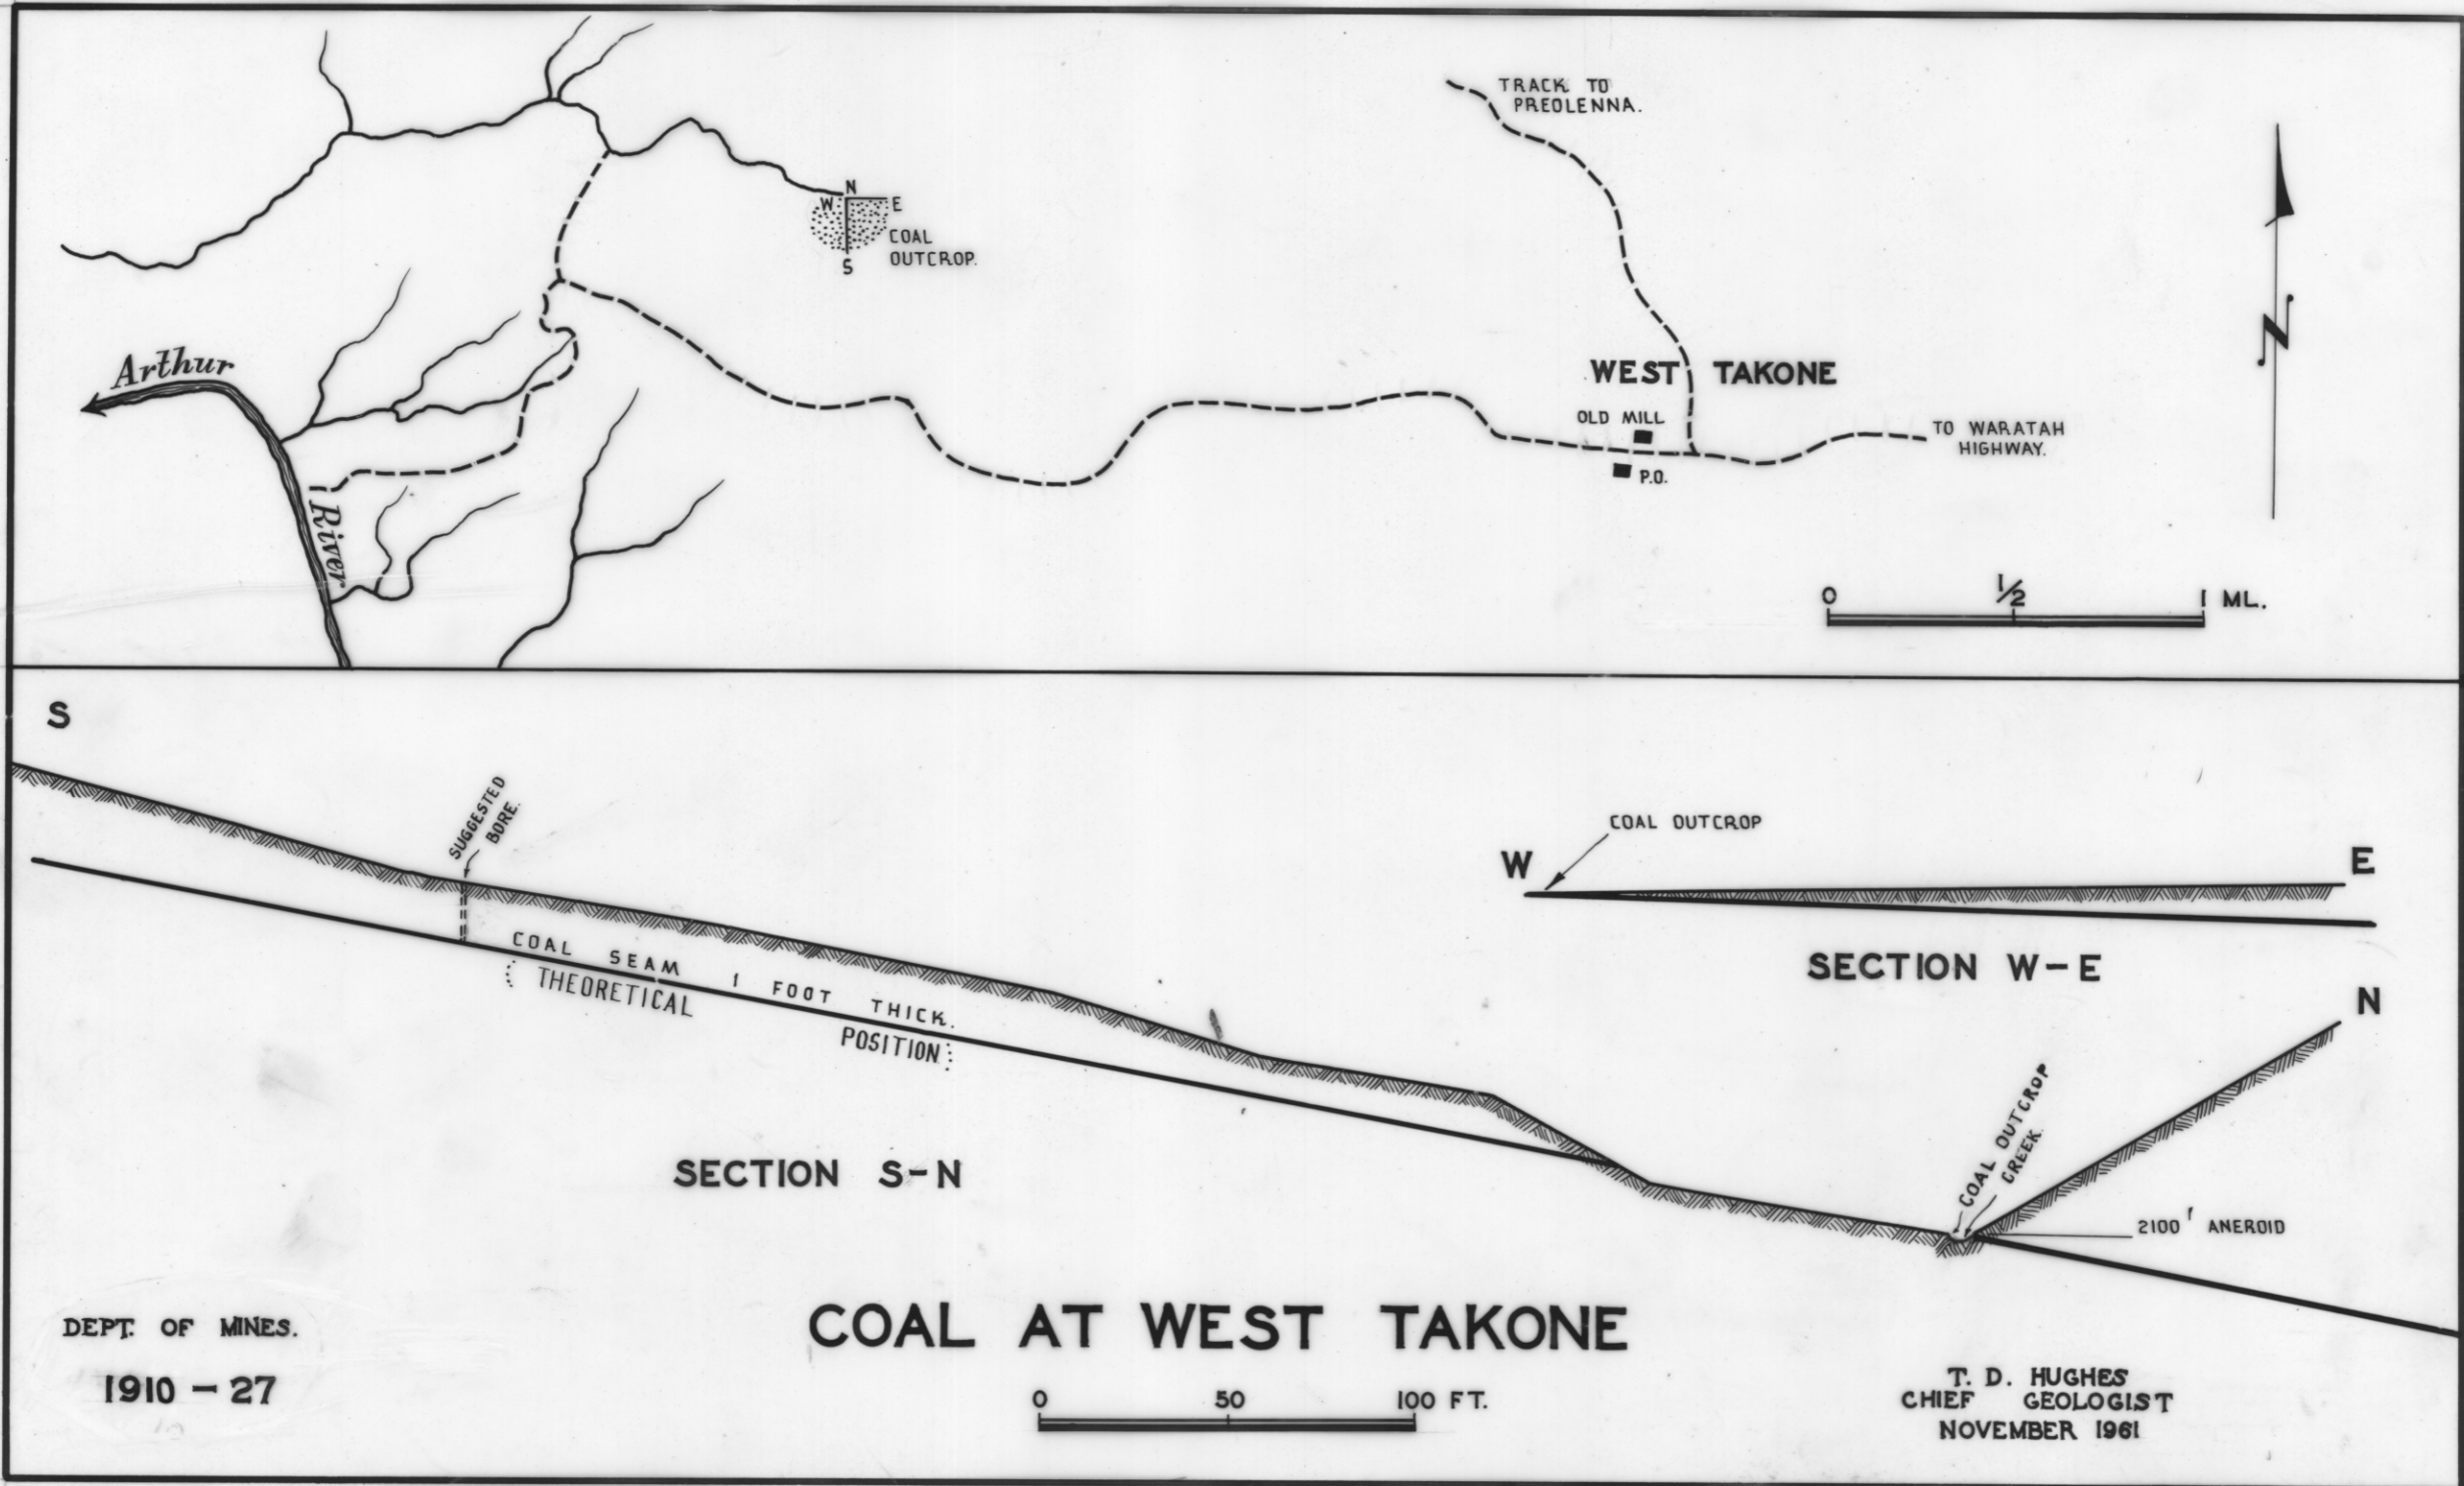 TRACK TO
PREOLENNA.
N
W
E
COAL
OUTCROP.
S
Arthur
River
WEST TAKONE
OLD MILL
P.O.
TO WARATAH
HIGHWAY.
N
0 1/2 1 ML.
S
SUGGESTED
BORE.
COAL SEAM 1 FOOT THICK.
(THEORETICAL POSITION)
SECTION S-N
COAL OUTCROP
W
E
SECTION W-E
N
COAL OUTCROP
CREEK.
2100' ANEROID
DEPT. OF MINES.
1910 - 27
COAL AT WEST TAKONE
0 50 100 FT.
T. D. HUGHES
CHIEF GEOLOGIST
NOVEMBER 1961